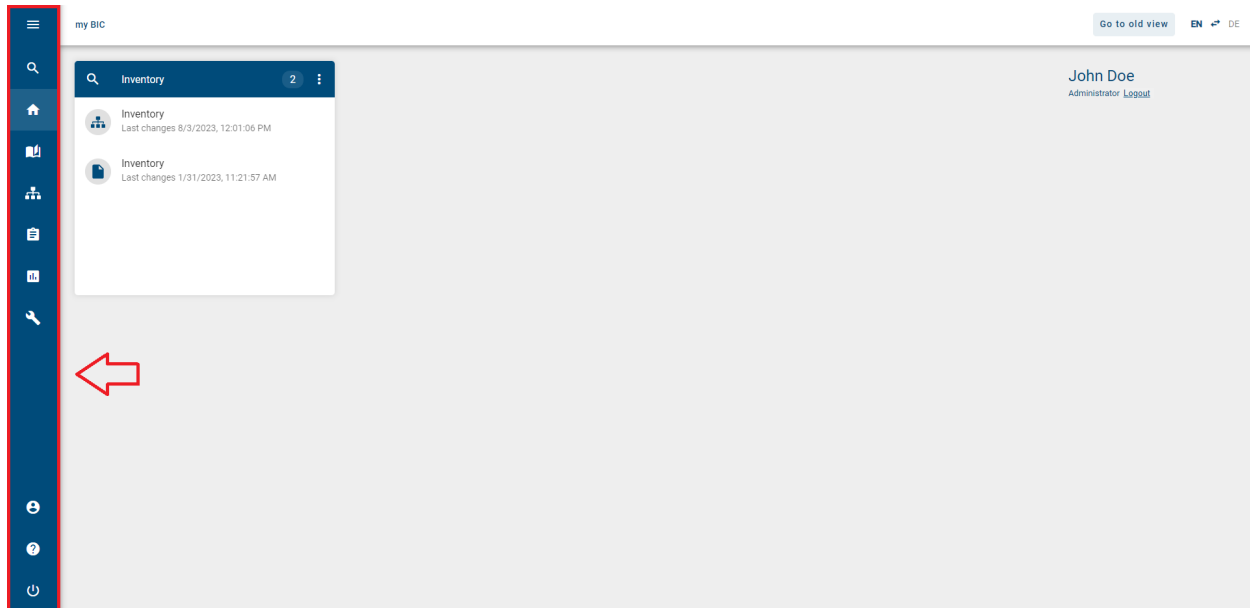 my BIC
Go to old view
EN DE
Inventory 2
Inventory
Last changes 8/3/2023, 12:01:06 PM
Inventory
Last changes 1/31/2023, 11:21:57 AM
John Doe
Administrator Logout